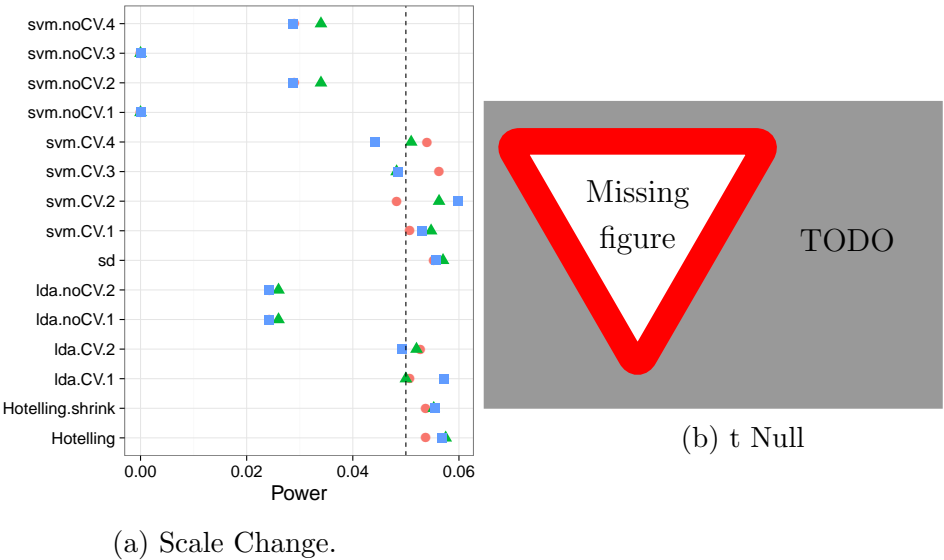 svm.noCV.4
svm.noCV.3
svm.noCV.2
svm.noCV.1
svm.CV.4
svm.CV.3
svm.CV.2
svm.CV.1
sd
lda.noCV.2
lda.noCV.1
lda.CV.2
lda.CV.1
Hotelling.shrink
Hotelling
0.00 0.02 0.04 0.06
Power
(a) Scale Change.
Missing
figure
TODO
(b) t Null